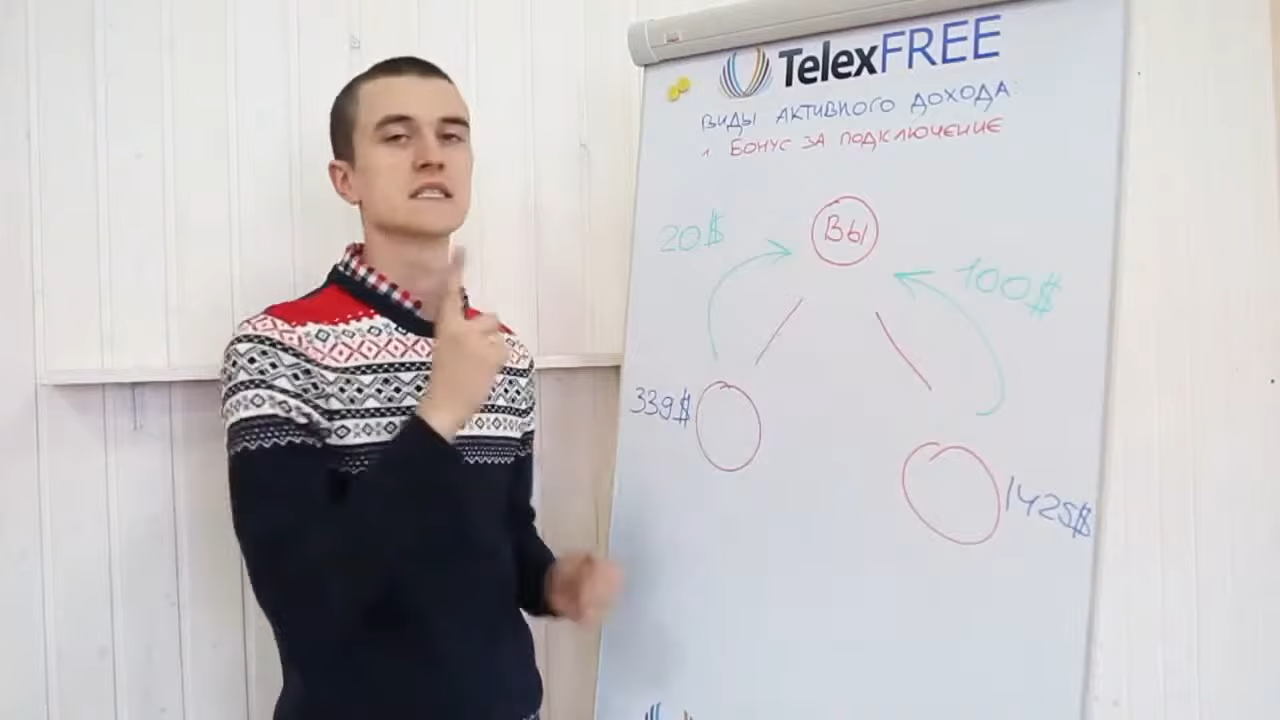 TelexFREE
ВИДЫ АКТИВНОГО ДОХОДА:
1. БОНУС ЗА ПОДКЛЮЧЕНИЕ
ВЫ
20$
100$
339$
1425$